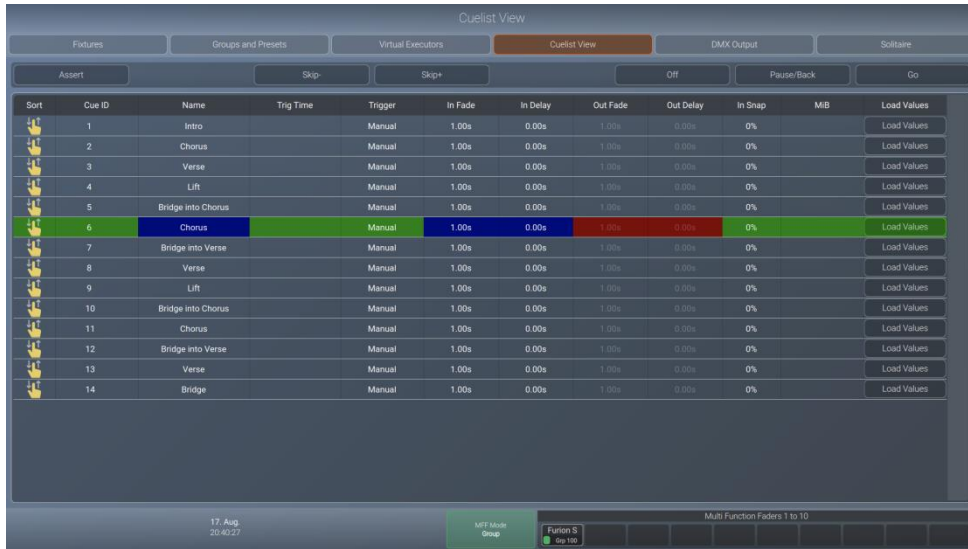 Cuelist View
Fixtures Groups and Presets Virtual Executors Cuelist View DMX Output Solitaire
Assert Skip- Skip+ Off Pause/Back Go
Sort Cue ID Name Trig Time Trigger In Fade In Delay Out Fade Out Delay In Snap MiB Load Values
1 Intro Manual 1.00s 0.00s 1.00s 0.00s 0% Load Values
2 Chorus Manual 1.00s 0.00s 1.00s 0.00s 0% Load Values
3 Verse Manual 1.00s 0.00s 1.00s 0.00s 0% Load Values
4 Lift Manual 1.00s 0.00s 1.00s 0.00s 0% Load Values
5 Bridge into Chorus Manual 1.00s 0.00s 1.00s 0.00s 0% Load Values
6 Chorus Manual 1.00s 0.00s 1.00s 0.00s 0% Load Values
7 Bridge into Verse Manual 1.00s 0.00s 1.00s 0.00s 0% Load Values
8 Verse Manual 1.00s 0.00s 1.00s 0.00s 0% Load Values
9 Lift Manual 1.00s 0.00s 1.00s 0.00s 0% Load Values
10 Bridge into Chorus Manual 1.00s 0.00s 1.00s 0.00s 0% Load Values
11 Chorus Manual 1.00s 0.00s 1.00s 0.00s 0% Load Values
12 Bridge into Verse Manual 1.00s 0.00s 1.00s 0.00s 0% Load Values
13 Verse Manual 1.00s 0.00s 1.00s 0.00s 0% Load Values
14 Bridge Manual 1.00s 0.00s 1.00s 0.00s 0% Load Values
Multi Function Faders 1 to 10
17. Aug.
20:40:27
MFF Mode
Group
Furion S
Grp 100